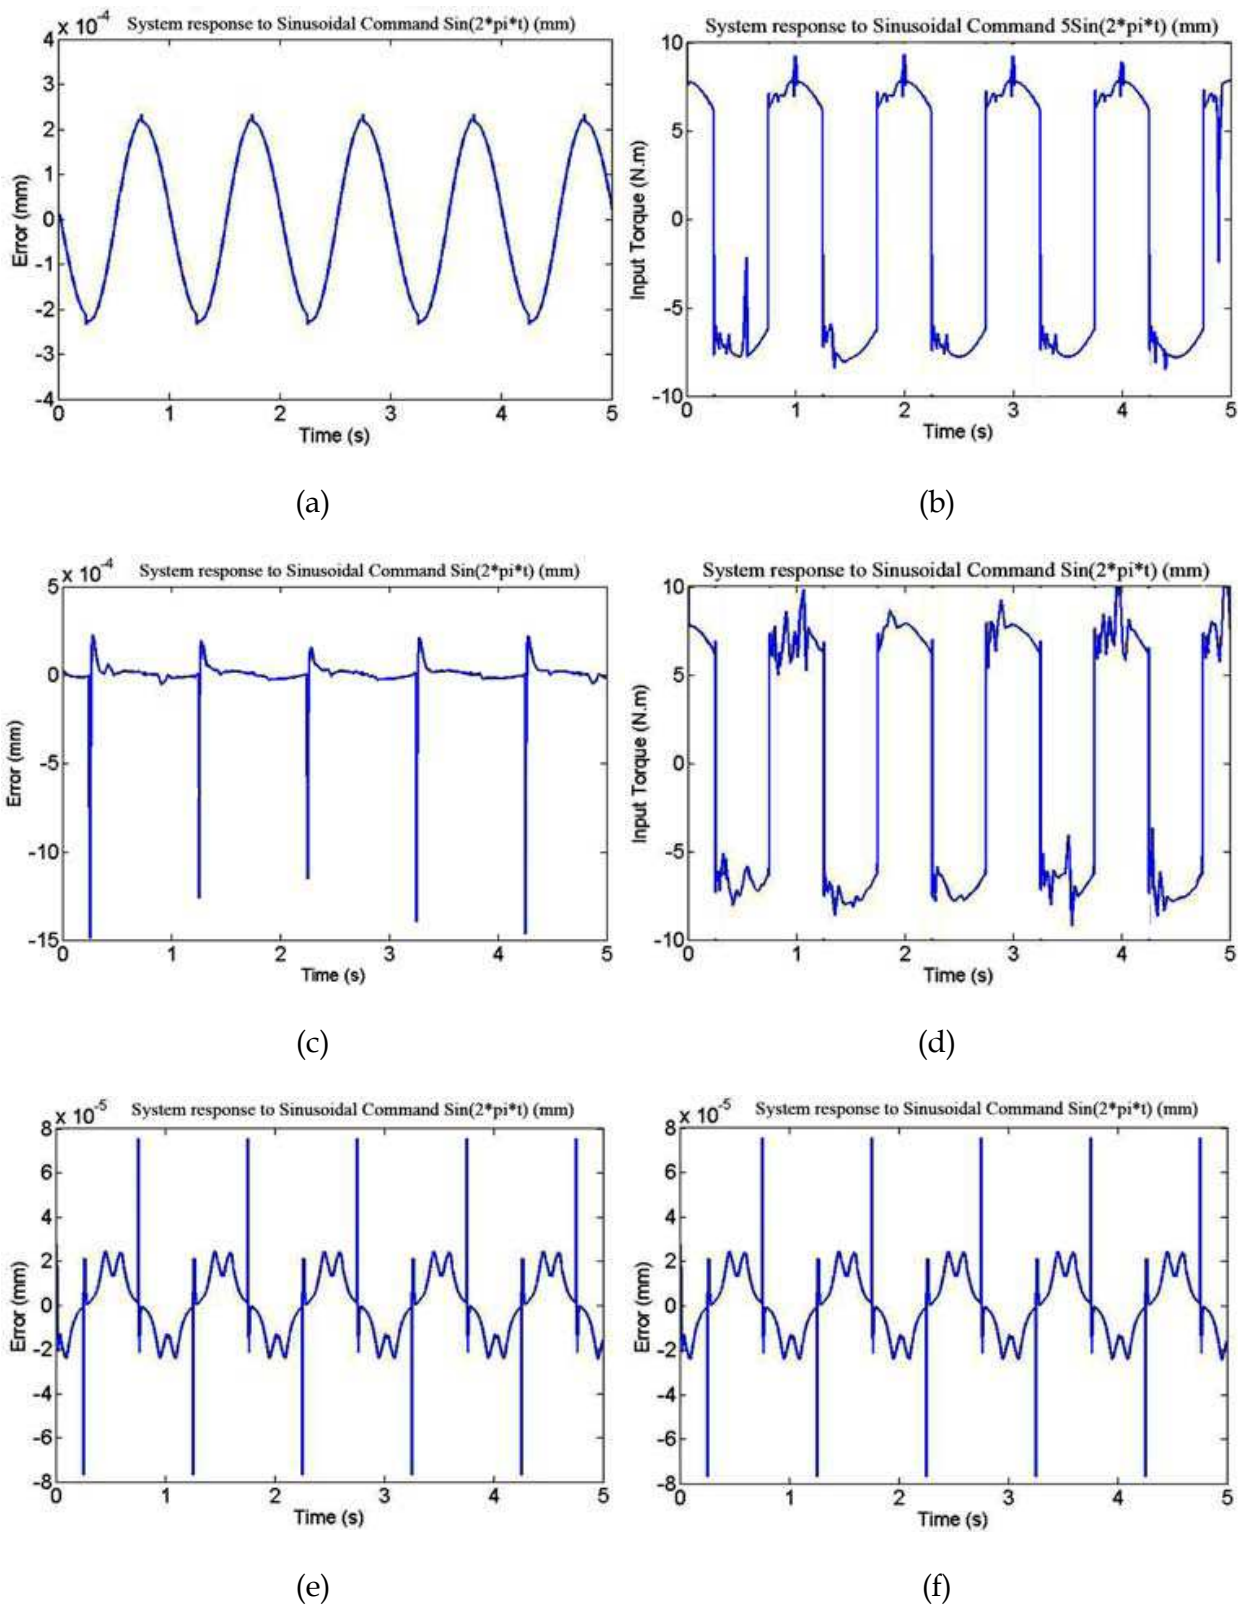 System response to Sinusoidal Command Sin(2*pi*t) (mm)
x 10-4
4
3
2
1
0
-1
-2
-3
-4
Error (mm)
0 1 2 3 4 5
Time (s)
(a)
System response to Sinusoidal Command 5Sin(2*pi*t) (mm)
10
5
0
-5
-10
Input Torque (N.m)
0 1 2 3 4 5
Time (s)
(b)
System response to Sinusoidal Command Sin(2*pi*t) (mm)
x 10-4
5
0
-5
-10
-15
Error (mm)
0 1 2 3 4 5
Time (s)
(c)
System response to Sinusoidal Command Sin(2*pi*t) (mm)
10
5
0
-5
-10
Input Torque (N.m)
0 1 2 3 4 5
Time (s)
(d)
System response to Sinusoidal Command Sin(2*pi*t) (mm)
x 10-5
8
6
4
2
0
-2
-4
-6
-8
Error (mm)
0 1 2 3 4 5
Time (s)
(e)
System response to Sinusoidal Command Sin(2*pi*t) (mm)
x 10-5
8
6
4
2
0
-2
-4
-6
-8
Error (mm)
0 1 2 3 4 5
Time (s)
(f)